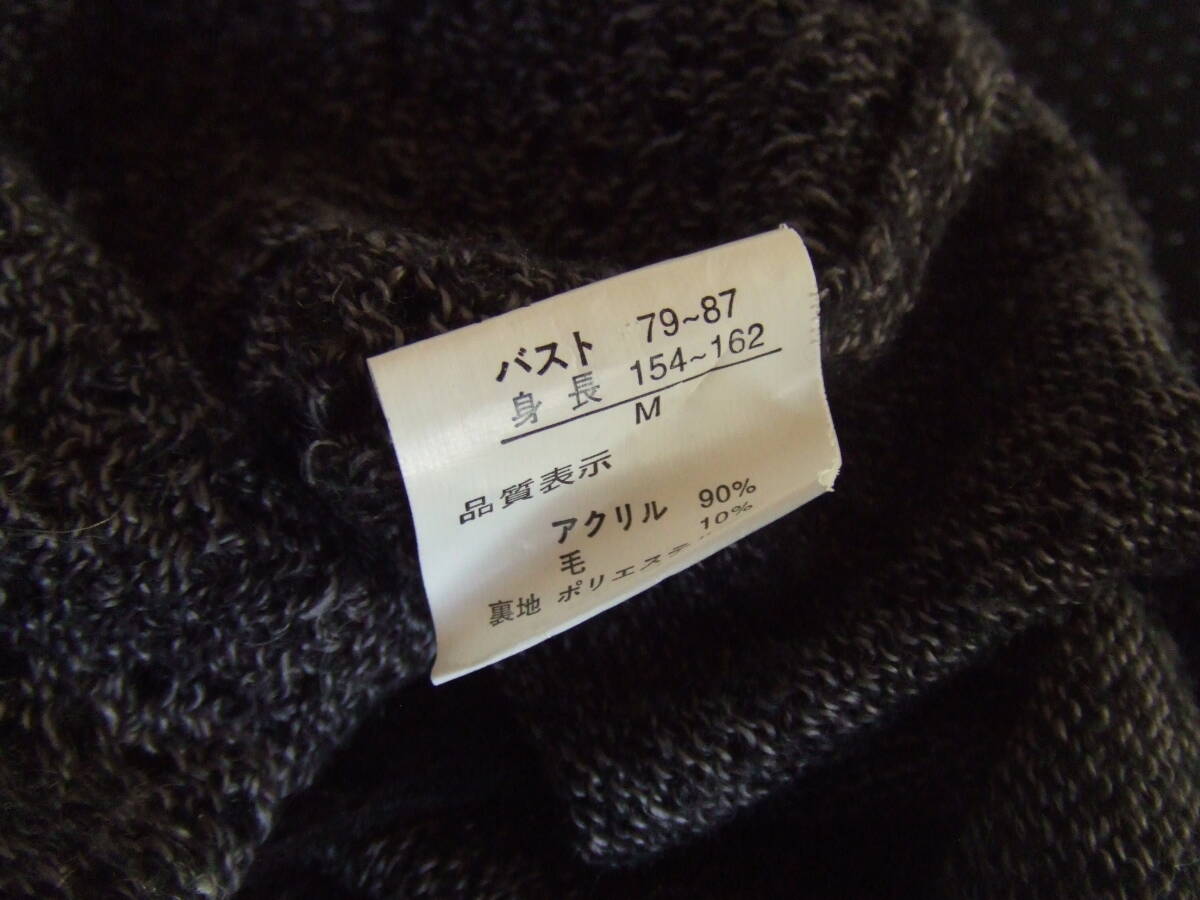 バスト 79~87
身長 154~162
M
品質表示
アクリル 90%
毛 10%
裏地 ポリエステ